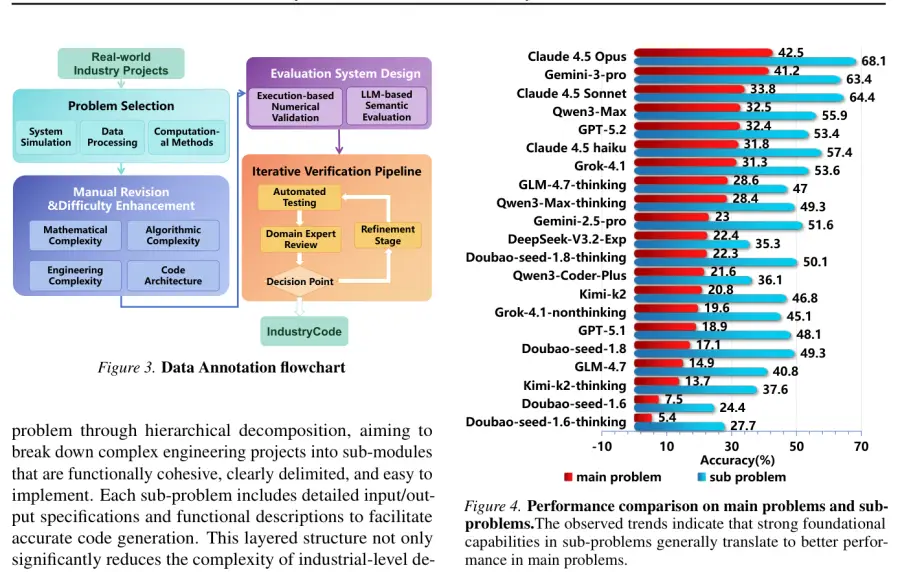 Real-world
Industry Projects
Problem Selection
System
Simulation
Data
Processing
Computation-
al Methods
Manual Revision
&Difficulty Enhancement
Mathematical
Complexity
Algorithmic
Complexity
Engineering
Complexity
Code
Architecture
Evaluation System Design
Execution-based
Numerical
Validation
LLM-based
Semantic
Evaluation
Iterative Verification Pipeline
Automated
Testing
Domain Expert
Review
Refinement
Stage
Decision Point
IndustryCode
Figure 3. Data Annotation flowchart
problem through hierarchical decomposition, aiming to
break down complex engineering projects into sub-modules
that are functionally cohesive, clearly delimited, and easy to
implement. Each sub-problem includes detailed input/out-
put specifications and functional descriptions to facilitate
accurate code generation. This layered structure not only
significantly reduces the complexity of industrial-level de-
Claude 4.5 Opus 42.5 68.1
Gemini-3-pro 41.2 63.4
Claude 4.5 Sonnet 33.8 64.4
Qwen3-Max 32.5 55.9
GPT-5.2 32.4 53.4
Claude 4.5 haiku 31.8 57.4
Grok-4.1 31.3 53.6
GLM-4.7-thinking 28.6 47
Qwen3-Max-thinking 28.4 49.3
Gemini-2.5-pro 23 51.6
DeepSeek-V3.2-Exp 22.4 35.3
Doubao-seed-1.8-thinking 22.3 50.1
Qwen3-Coder-Plus 21.6 36.1
Kimi-k2 20.8 46.8
Grok-4.1-nonthinking 19.6 45.1
GPT-5.1 18.9 48.1
Doubao-seed-1.8 17.1 49.3
GLM-4.7 14.9 40.8
Kimi-k2-thinking 13.7 37.6
Doubao-seed-1.6 7.5 24.4
Doubao-seed-1.6-thinking 5.4 27.7
-10 10 30 50 70
Accuracy(%)
main problem sub problem
Figure 4. Performance comparison on main problems and sub-
problems.The observed trends indicate that strong foundational
capabilities in sub-problems generally translate to better perfor-
mance in main problems.